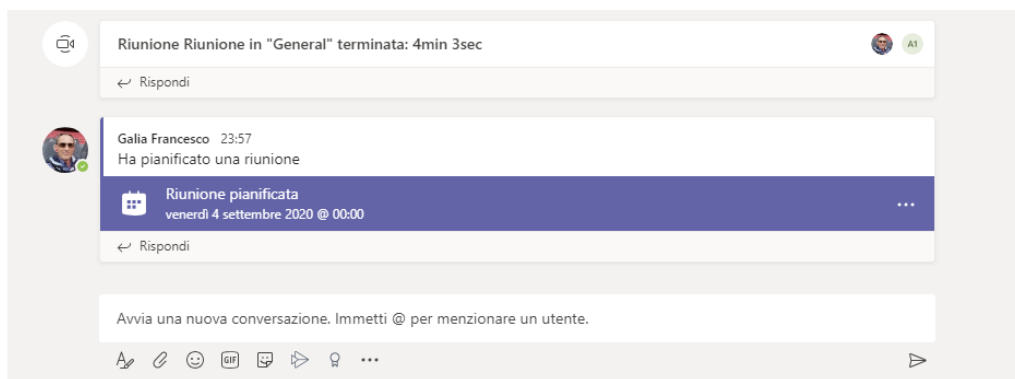 Riunione Riunione in "General" terminata: 4min 3sec
A1
Rispondi
Galia Francesco 23:57
Ha pianificato una riunione
Riunione pianificata
venerdì 4 settembre 2020 @ 00:00
Rispondi
Avvia una nuova conversazione. Immetti @ per menzionare un utente.
GIF